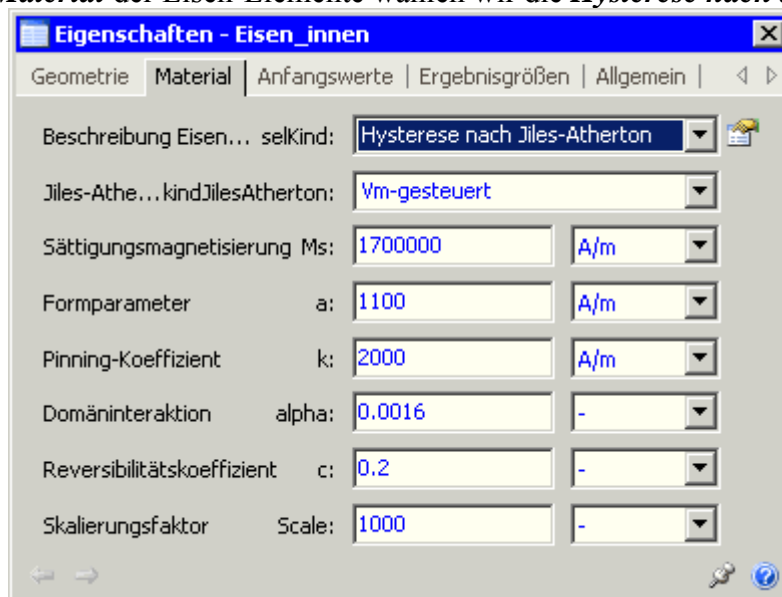 Material der Eisen-Elemente wählen wir die Hysterese nach
Eigenschaften - Eisen_innen
Geometrie Material Anfangswerte Ergebnisgrößen Allgemein
Beschreibung Eisen... selKind: Hysterese nach Jiles-Atherton
Jiles-Athe...kindJilesAtherton: Vm-gesteuert
Sättigungsmagnetisierung Ms: 1700000 A/m
Formparameter a: 1100 A/m
Pinning-Koeffizient k: 2000 A/m
Domäninteraktion alpha: 0.0016 -
Reversibilitätskoeffizient c: 0.2 -
Skalierungsfaktor Scale: 1000 -